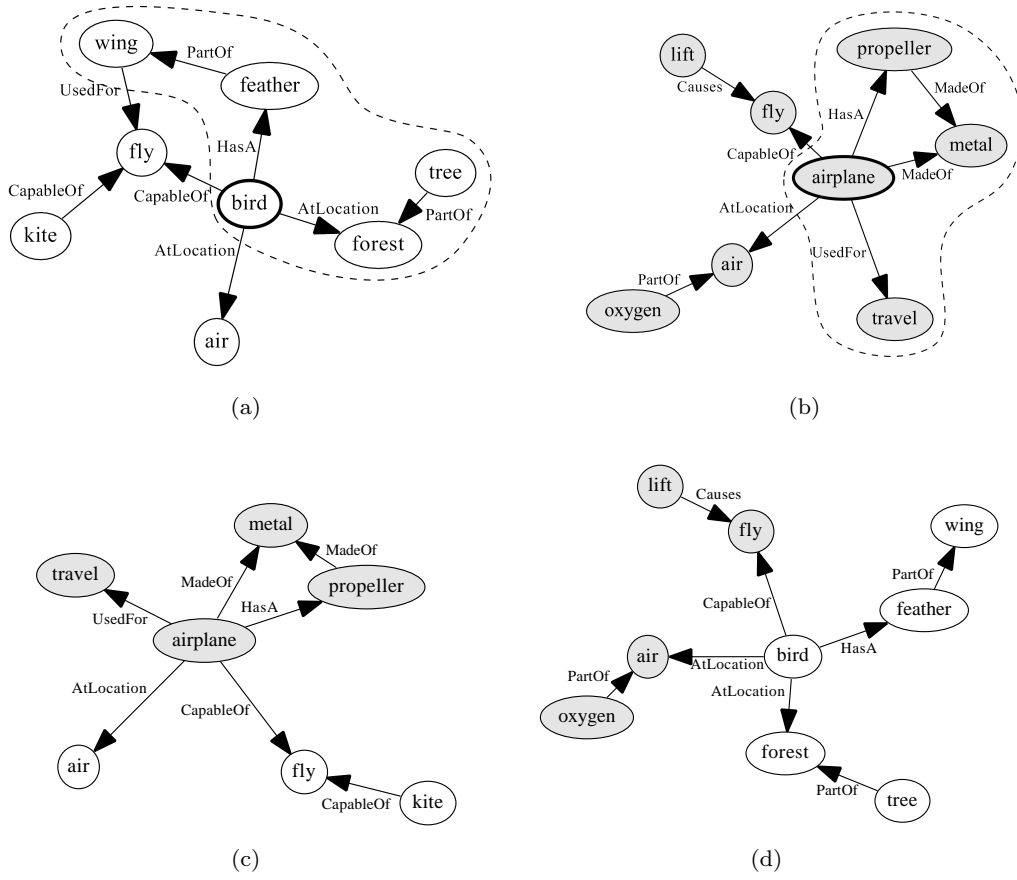 wing
PartOf
feather
UsedFor
HasA
fly
tree
CapableOf
CapableOf
bird
AtLocation
PartOf
kite
forest
AtLocation
air
(a)
lift
propeller
Causes
MadeOf
fly
HasA
metal
CapableOf
airplane
MadeOf
AtLocation
UsedFor
air
PartOf
oxygen
travel
(b)
metal
MadeOf
travel
MadeOf
propeller
UsedFor
HasA
airplane
AtLocation
CapableOf
air
fly
CapableOf
kite
(c)
lift
Causes
fly
wing
PartOf
CapableOf
feather
HasA
air
AtLocation
bird
PartOf
AtLocation
oxygen
forest
PartOf
tree
(d)